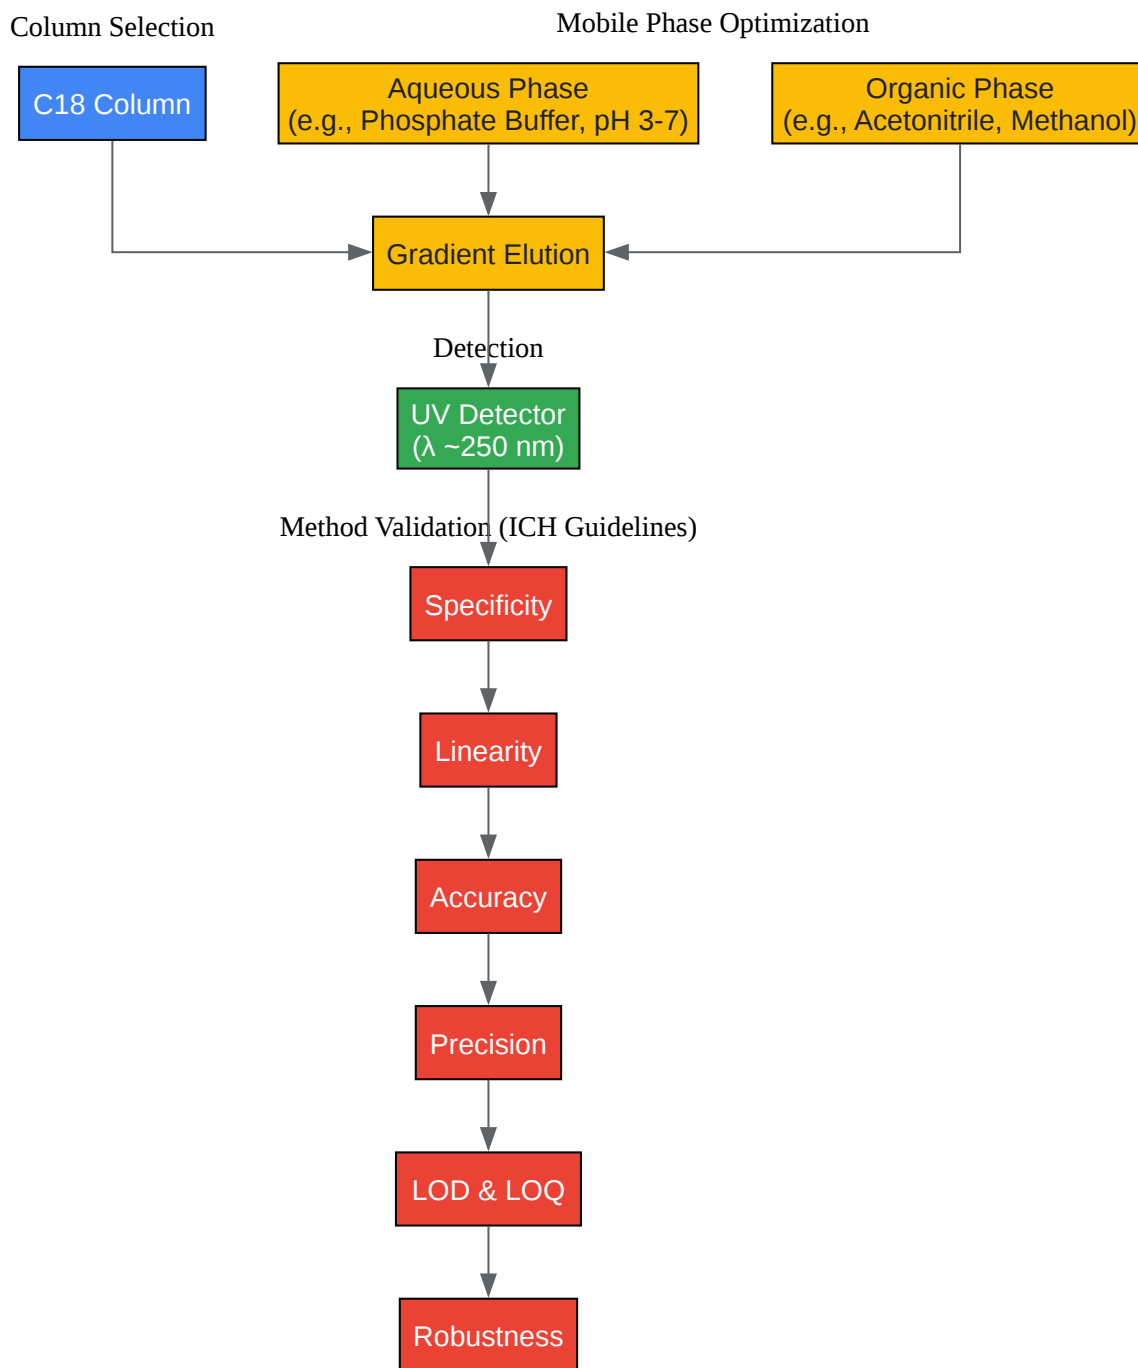 Column Selection
Mobile Phase Optimization
C18 Column
Aqueous Phase
(e.g., Phosphate Buffer, pH 3-7)
Organic Phase
(e.g., Acetonitrile, Methanol)
Gradient Elution
Detection
UV Detector
(λ ~250 nm)
Method Validation (ICH Guidelines)
Specificity
Linearity
Accuracy
Precision
LOD & LOQ
Robustness